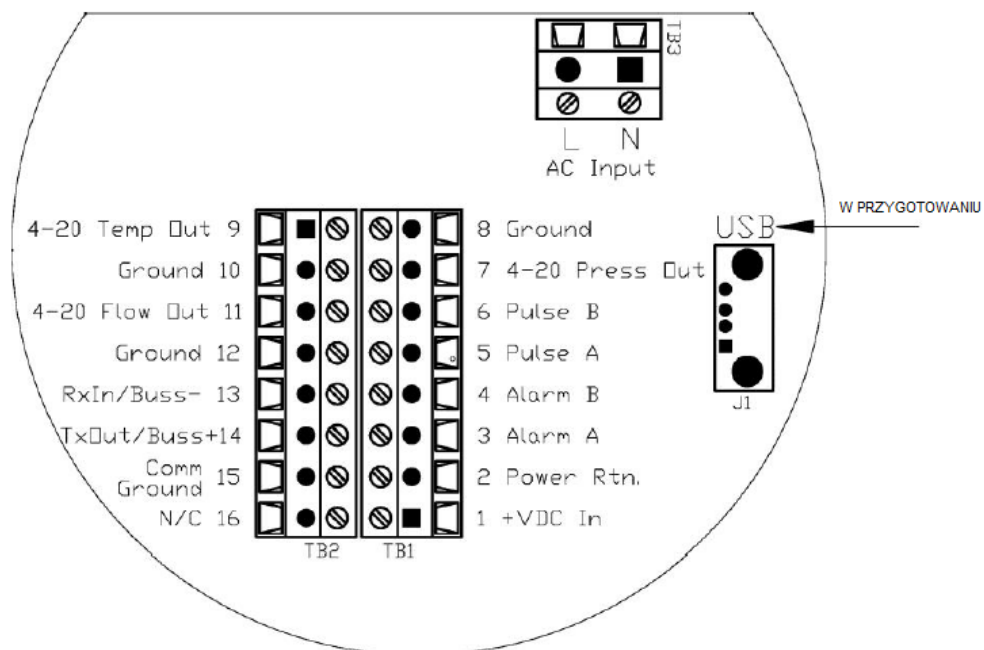 TB3
L N
AC Input
W PRZYGOTOWANIU
USB
J1
4-20 Temp Out 9
Ground 10
4-20 Flow Out 11
Ground 12
RxIn/Buss- 13
TxOut/Buss+14
Comm
Ground 15
N/C 16
TB2
8 Ground
7 4-20 Press Out
6 Pulse B
5 Pulse A
4 Alarm B
3 Alarm A
2 Power Rtn.
1 +VDC In
TB1